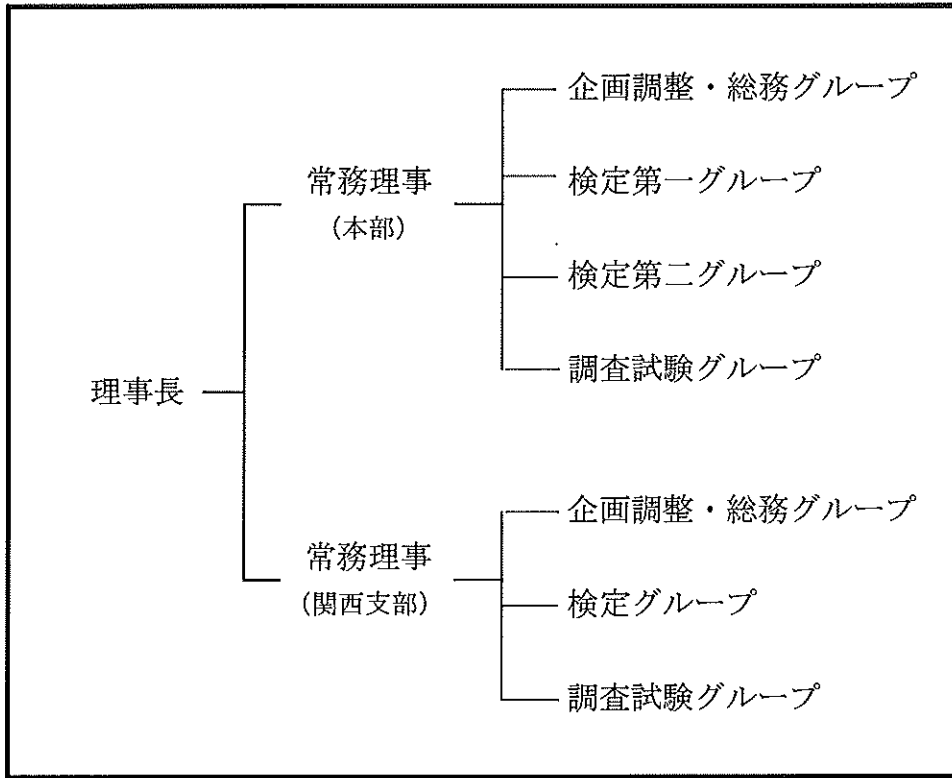 理事長
常務理事
(本部)
企画調整・総務グループ
検定第一グループ
検定第二グループ
調査試験グループ
常務理事
(関西支部)
企画調整・総務グループ
検定グループ
調査試験グループ